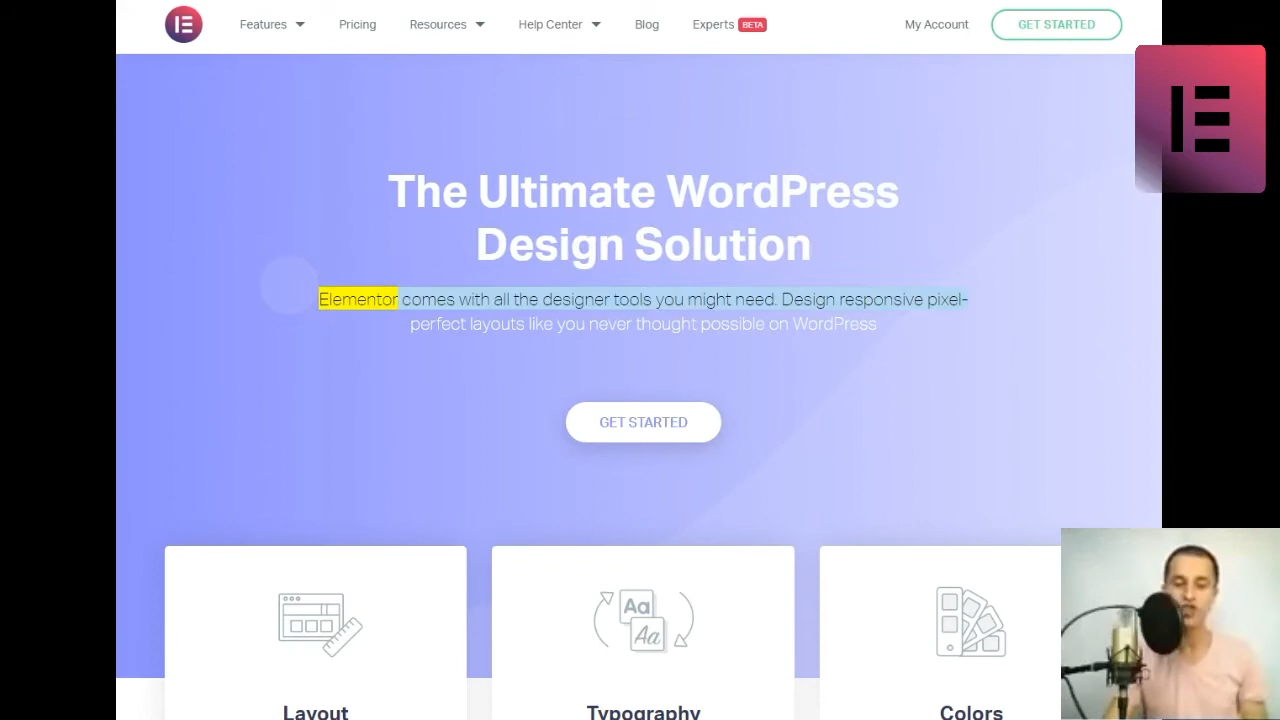 Features Pricing Resources Help Center Blog Experts BETA My Account GET STARTED
The Ultimate WordPress
Design Solution
Elementor comes with all the designer tools you might need. Design responsive pixel-
perfect layouts like you never thought possible on WordPress
GET STARTED
Aa
Aa
Layout Typography Colors